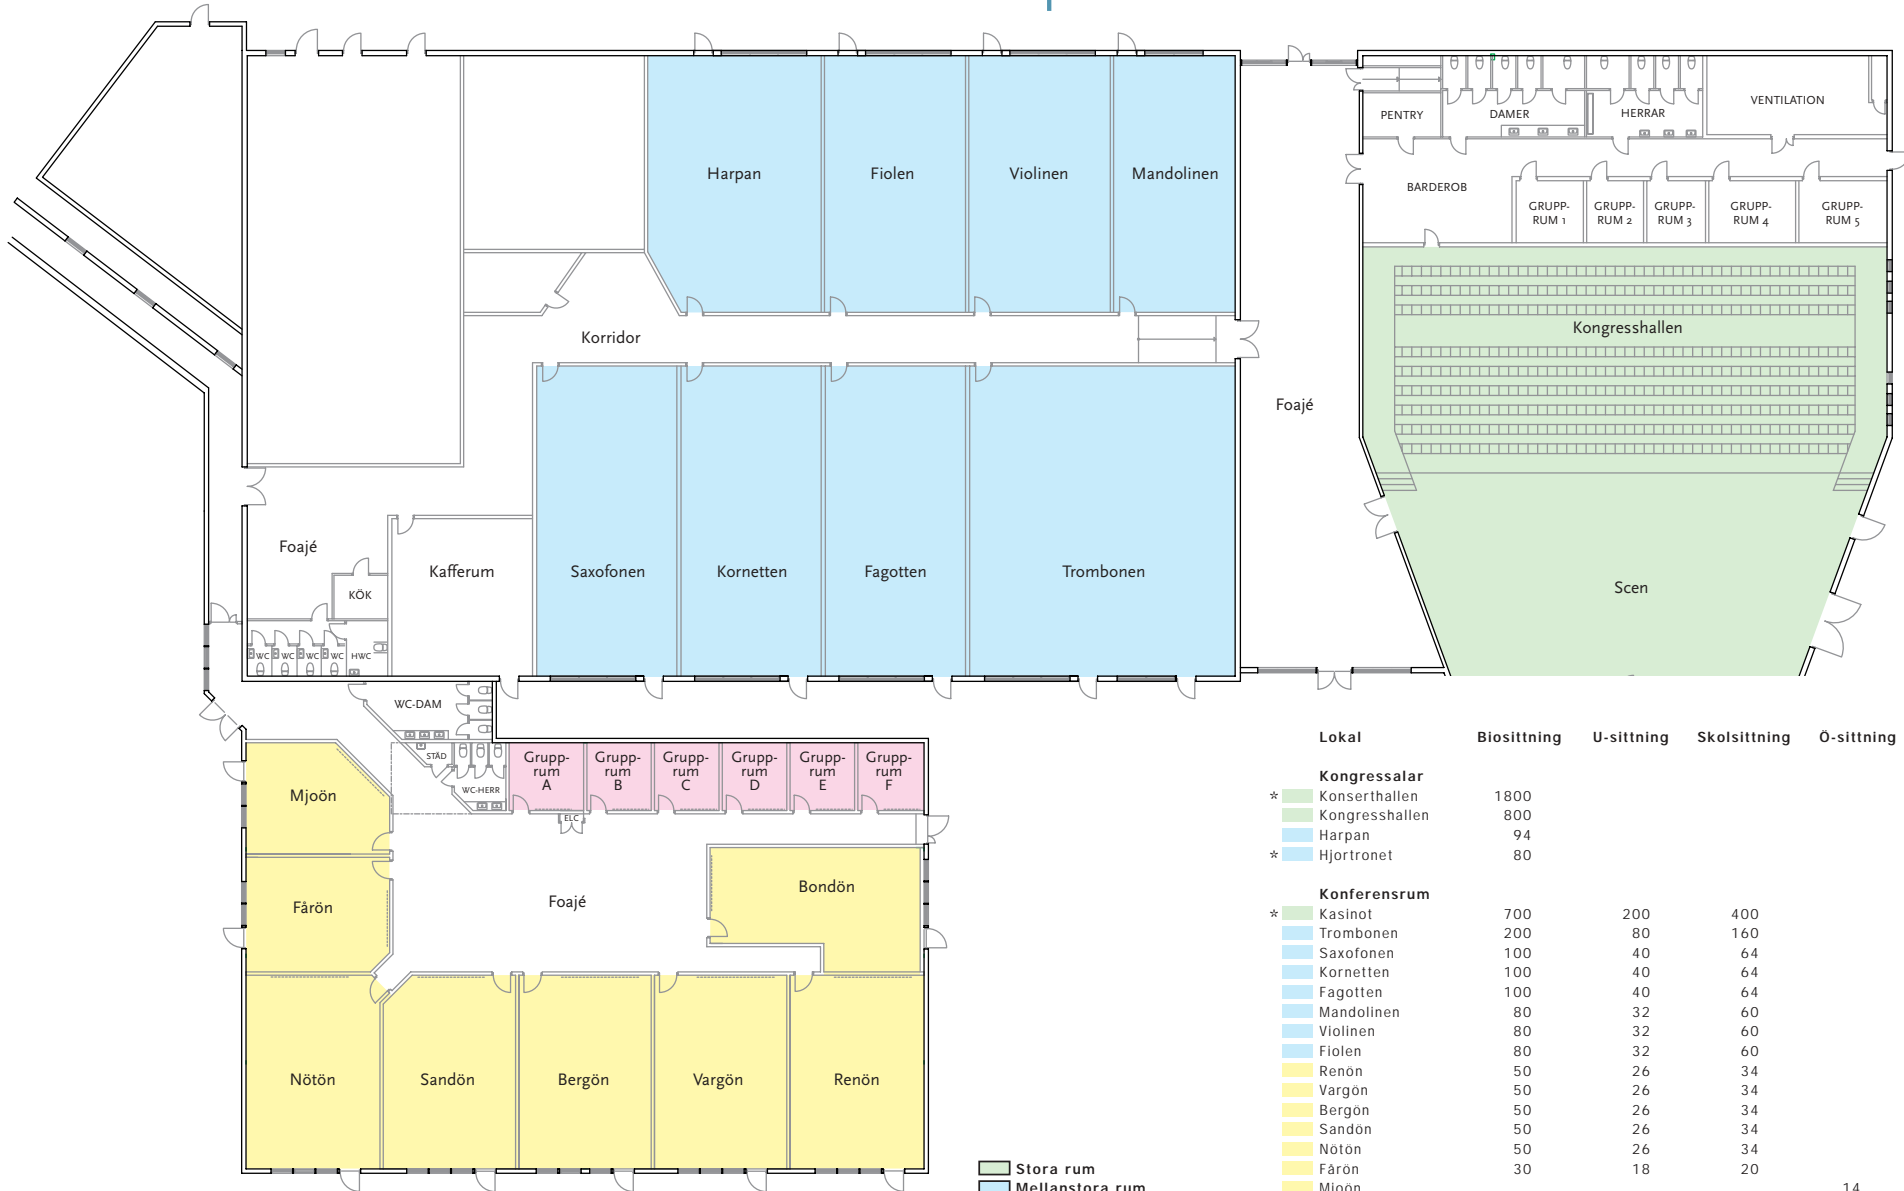 Harpan
Fiolen
Violinen
Mandolinen
PENTRY
DAMER
HERRAR
VENTILATION
BARDEROB
GRUPP-
RUM 1
GRUPP-
RUM 2
GRUPP-
RUM 3
GRUPP-
RUM 4
GRUPP-
RUM 5
Korridor
Kongresshallen
Foajé
Foajé
Kafferum
KÖK
Saxofonen
Kornetten
Fagotten
Trombonen
Scen
WC
WC
WC
WC
HWC
WC-DAM
STÄD
WC-HERR
Grupp-
rum
A
Grupp-
rum
B
Grupp-
rum
C
Grupp-
rum
D
Grupp-
rum
E
Grupp-
rum
F
ELC
Mjoön
Fårön
Foajé
Bondön
Nötön
Sandön
Bergön
Vargön
Renön
Lokal Biosittning U-sittning Skolsittning Ö-sittning
Kongressalar
* Konserthallen 1800
Kongresshallen 800
Harpan 94
* Hjortronet 80
Konferensrum
* Kasinot 700 200 400
Trombonen 200 80 160
Saxofonen 100 40 64
Kornetten 100 40 64
Fagotten 100 40 64
Mandolinen 80 32 60
Violinen 80 32 60
Fiolen 80 32 60
Renön 50 26 34
Vargön 50 26 34
Bergön 50 26 34
Sandön 50 26 34
Nötön 50 26 34
Fårön 30 18 20
Mjoön 14
Stora rum
Mellanstora rum